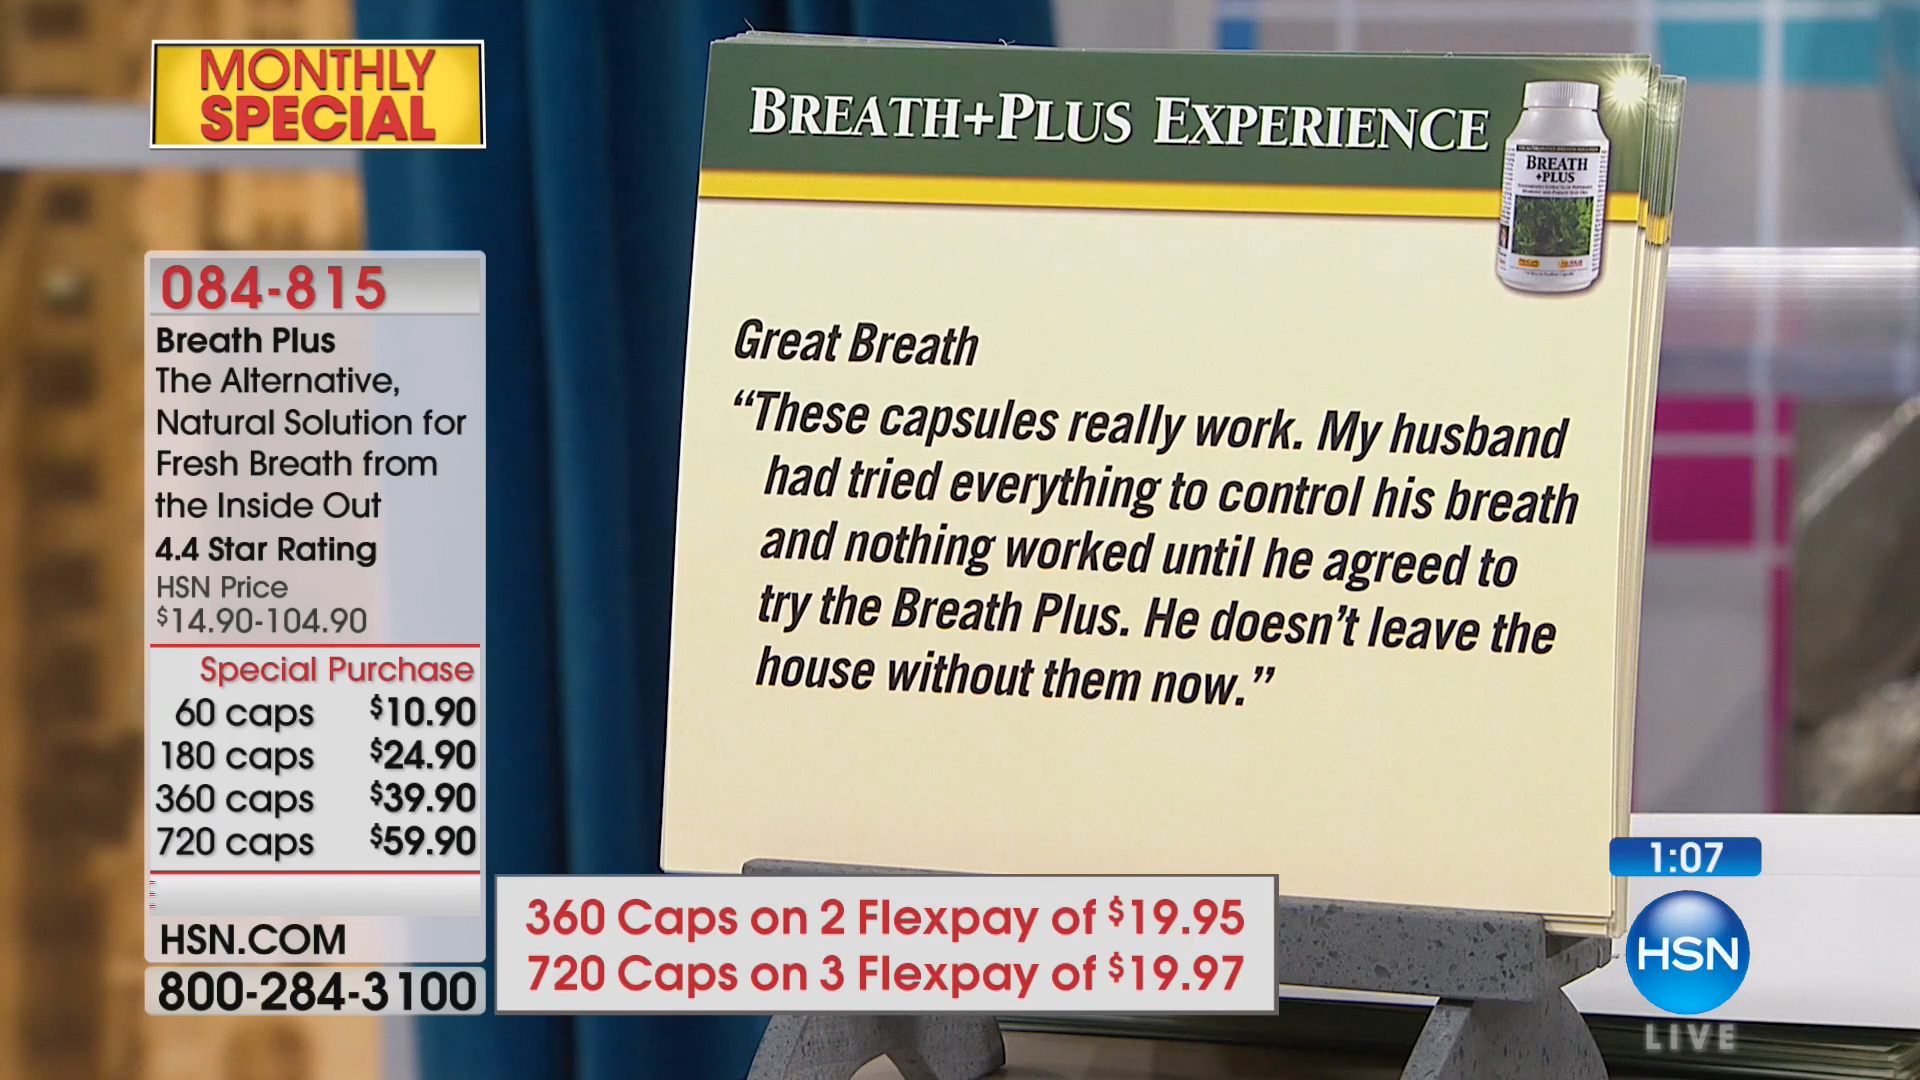 MONTHLY
SPECIAL
084-815
Breath Plus
The Alternative,
Natural Solution for
Fresh Breath from
the Inside Out
4.4 Star Rating
HSN Price
$14.90-104.90
Special Purchase
60 caps $10.90
180 caps $24.90
360 caps $39.90
720 caps $59.90
HSN.COM
800-284-3100
BREATH+PLUS EXPERIENCE
BREATH
+PLUS
Great Breath
“These capsules really work. My husband
had tried everything to control his breath
and nothing worked until he agreed to
try the Breath Plus. He doesn’t leave the
house without them now.”
360 Caps on 2 Flexpay of $19.95
720 Caps on 3 Flexpay of $19.97
1:07
HSN
LIVE